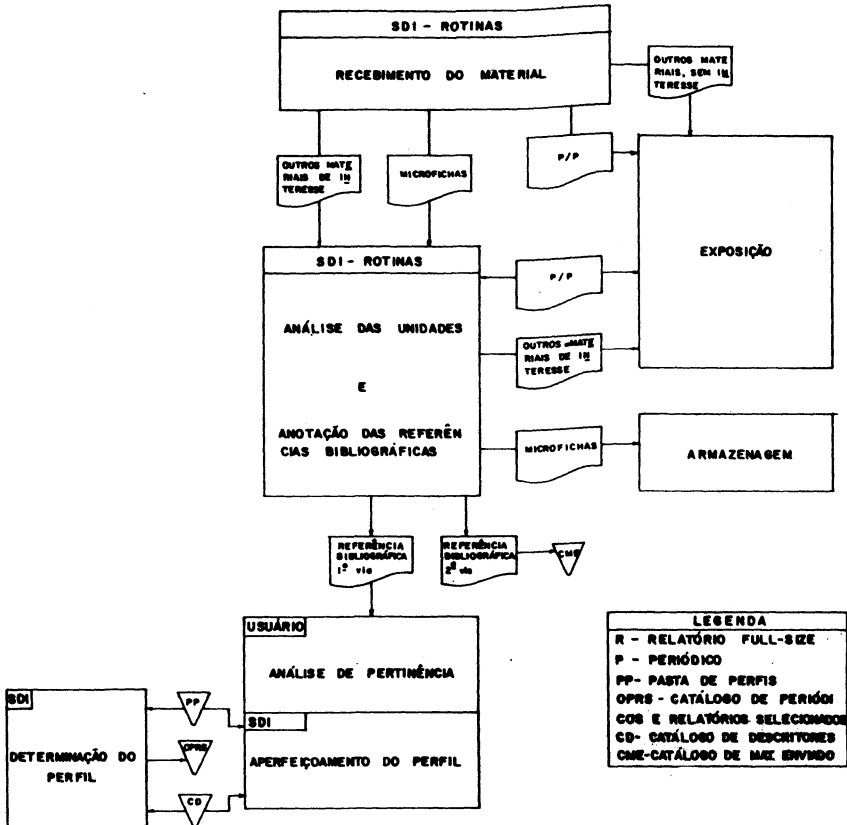 SDI - ROTINAS
RECEBIMENTO DO MATERIAL
OUTROS MATE
RIAIS, SEM IN
TERESSE
P/P
OUTROS MATE
RIAIS DE IN
TERESSE
MICROFICHAS
EXPOSIÇÃO
SDI - ROTINAS
ANÁLISE DAS UNIDADES
E
ANOTAÇÃO DAS REFERÊN
CIAS BIBLIOGRÁFICAS
P/P
OUTROS MATE
RIAIS DE IN
TERESSE
MICROFICHAS
ARMAZENAGEM
REFERÊNCIA
BIBLIOGRÁFICA
1º via
REFERÊNCIA
BIBLIOGRÁFICA
2ª via
CME
USUÁRIO
ANÁLISE DE PERTINÊNCIA
SDI
APERFEIÇOAMENTO DO PERFIL
SDI
DETERMINAÇÃO DO
PERFIL
PP
OPRS
CD
LEGENDA
R - RELATÓRIO FULL-SIZE
P - PERIÓDICO
PP- PASTA DE PERFIS
OPRS - CATÁLOGO DE PERIÓDI
COS E RELATÓRIOS SELECIONADOS
CD- CATÁLOGO DE DESCRITORES
CME-CATÁLOGO DE MAT ENVIADO